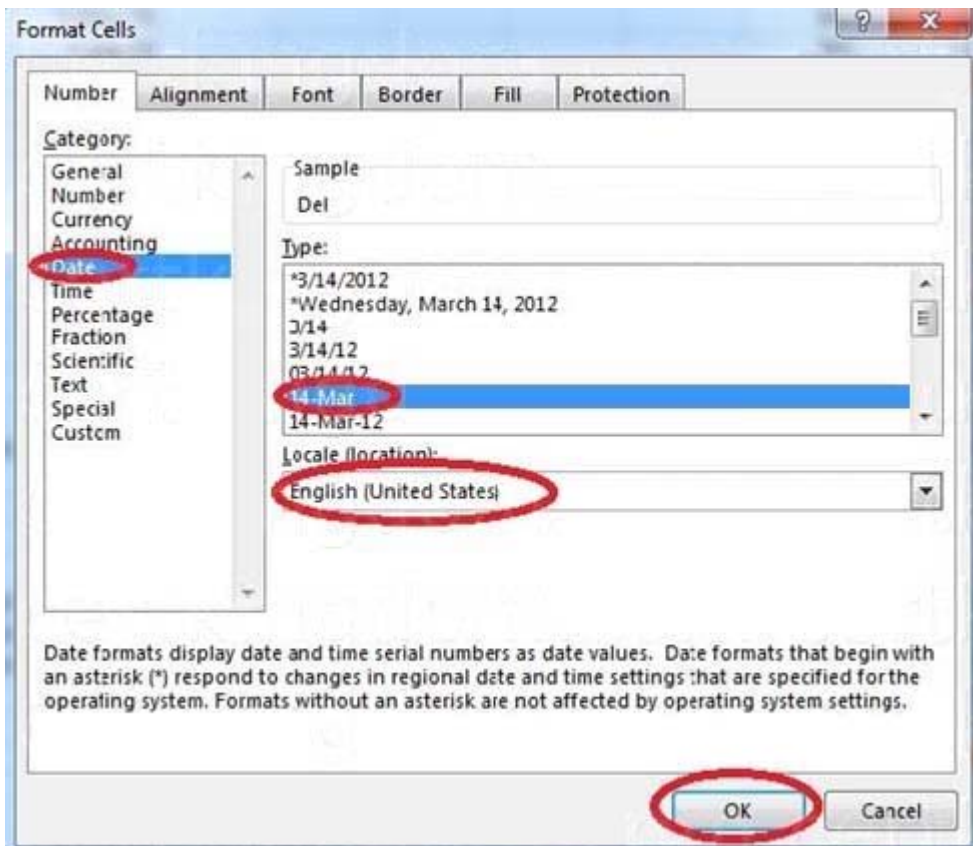 Format Cells
Number Alignment Font Border Fill Protection
Category:
General
Number
Currency
Accounting
Date
Time
Percentage
Fraction
Scientific
Text
Special
Custom
Sample
Del
Type:
*3/14/2012
*Wednesday, March 14, 2012
3/14
3/14/12
03/14/12
14-Mar
14-Mar-12
Locale (location):
English (United States)
Date formats display date and time serial numbers as date values. Date formats that begin with
an asterisk (*) respond to changes in regional date and time settings that are specified for the
operating system. Formats without an asterisk are not affected by operating system settings.
OK Cancel